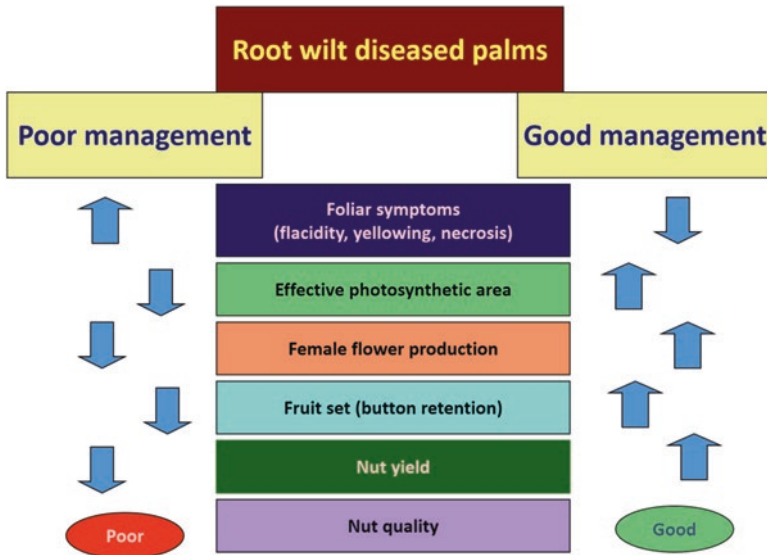 Root wilt diseased palms
Poor management
Good management
Foliar symptoms
(flacidity, yellowing, necrosis)
Effective photosynthetic area
Female flower production
Fruit set (button retention)
Nut yield
Poor
Nut quality
Good